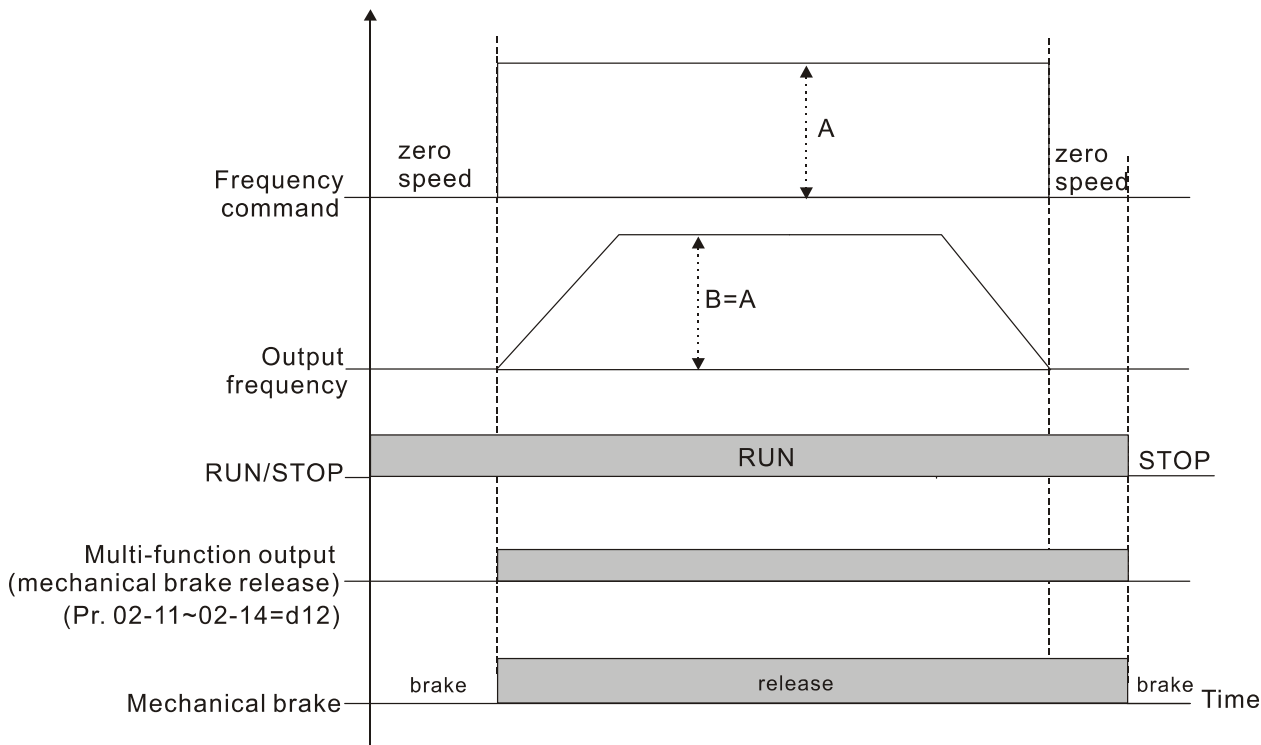 zero
speed
A
zero
speed
Frequency
command
B=A
Output
frequency
RUN
RUN/STOP
STOP
Multi-function output
(mechanical brake release)
(Pr. 02-11~02-14=d12)
brake
release
brake
Mechanical brake
Time